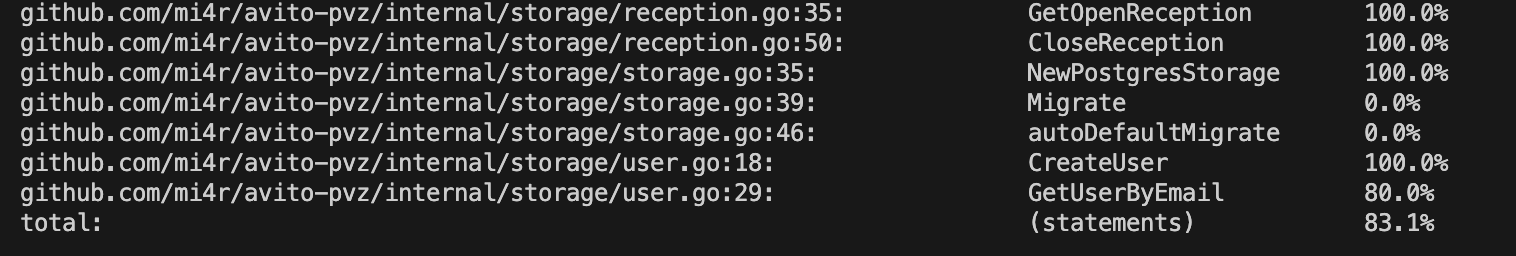 github.com/mi4r/avito-pvz/internal/storage/reception.go:35: GetOpenReception 100.0%
github.com/mi4r/avito-pvz/internal/storage/reception.go:50: CloseReception 100.0%
github.com/mi4r/avito-pvz/internal/storage/storage.go:35: NewPostgresStorage 100.0%
github.com/mi4r/avito-pvz/internal/storage/storage.go:39: Migrate 0.0%
github.com/mi4r/avito-pvz/internal/storage/storage.go:46: autoDefaultMigrate 0.0%
github.com/mi4r/avito-pvz/internal/storage/user.go:18: CreateUser 100.0%
github.com/mi4r/avito-pvz/internal/storage/user.go:29: GetUserByEmail 80.0%
total: (statements) 83.1%